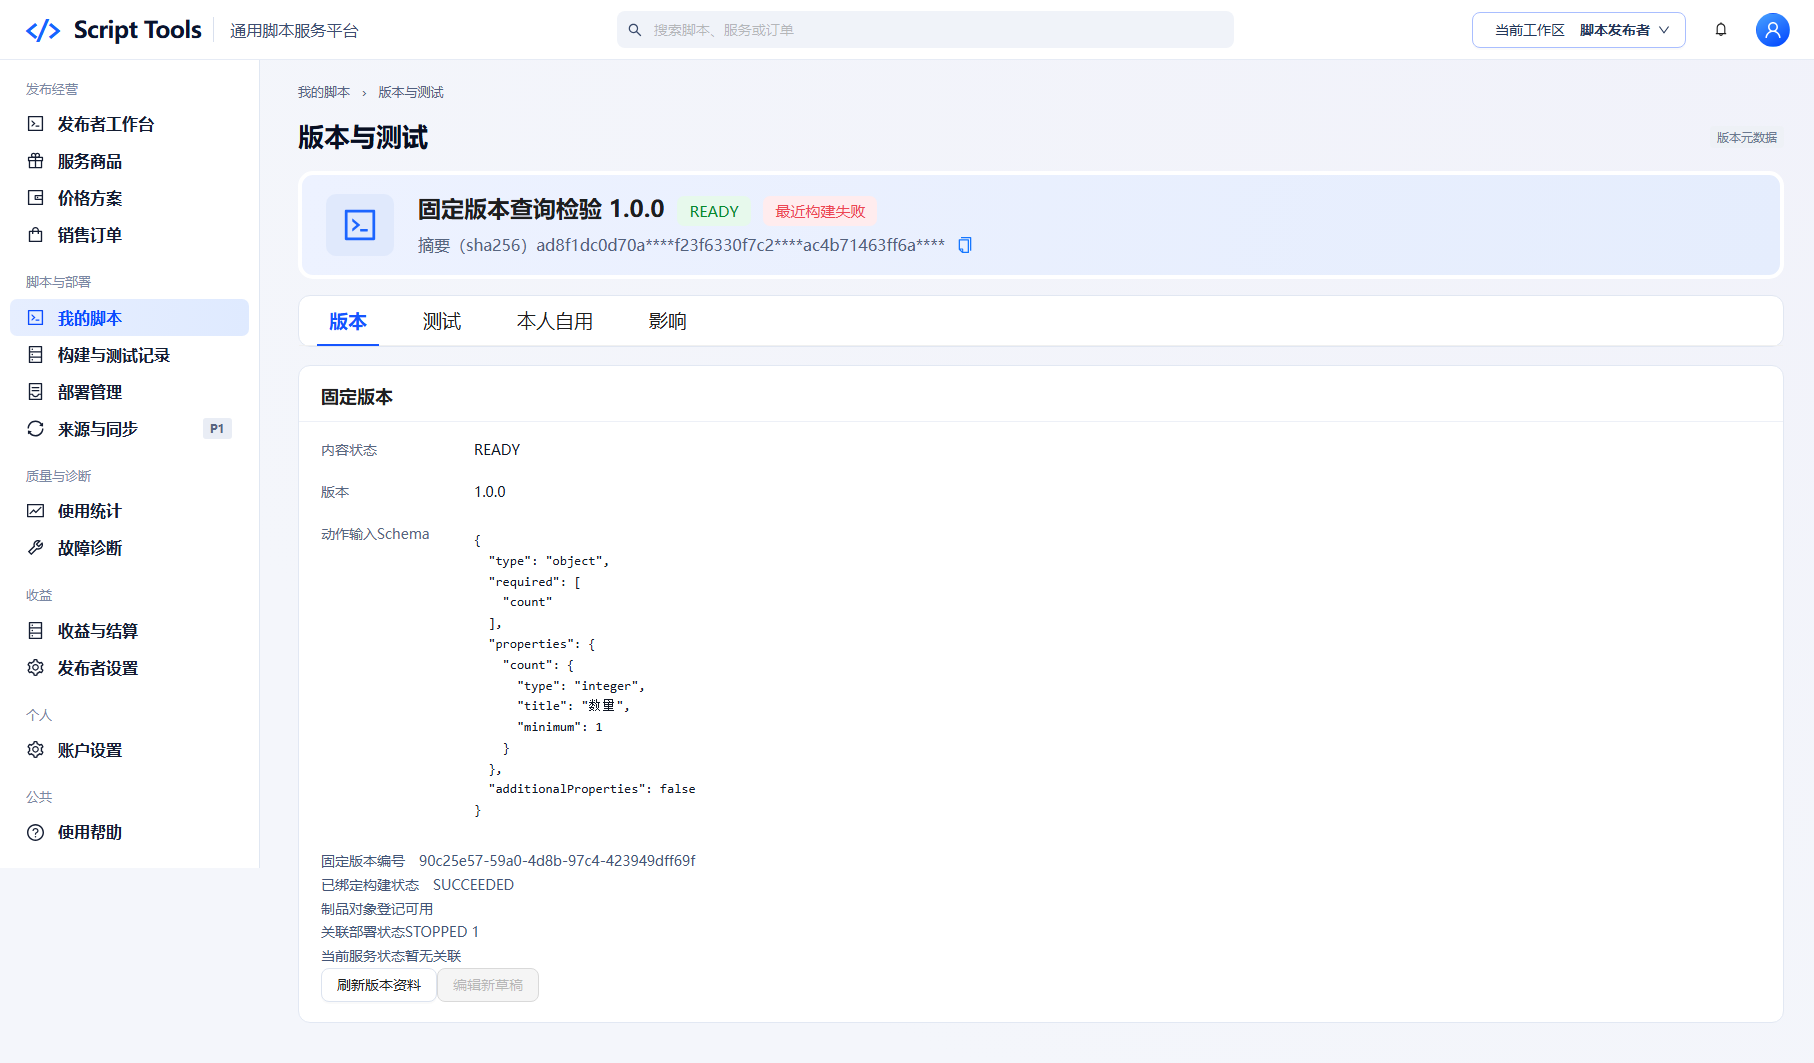 Script Tools 通用脚本服务平台
搜索脚本、服务或订单
当前工作区 脚本发布者
发布经营
发布者工作台
服务商品
价格方案
销售订单
脚本与部署
我的脚本
构建与测试记录
部署管理
来源与同步 P1
质量与诊断
使用统计
故障诊断
收益
收益与结算
发布者设置
个人
账户设置
公共
使用帮助
我的脚本 › 版本与测试
版本与测试
版本元数据
固定版本查询检验 1.0.0 READY 最近构建失败
摘要（sha256）ad8f1dc0d70a****f23f6330f7c2****ac4b71463ff6a****
版本 测试 本人自用 影响
固定版本
内容状态 READY
版本 1.0.0
动作输入Schema
{
"type": "object",
"required": [
"count"
],
"properties": {
"count": {
"type": "integer",
"title": "数量",
"minimum": 1
}
},
"additionalProperties": false
}
固定版本编号 90c25e57-59a0-4d8b-97c4-423949dff69f
已绑定构建状态 SUCCEEDED
制品对象登记可用
关联部署状态STOPPED 1
当前服务状态暂无关联
刷新版本资料 编辑新草稿